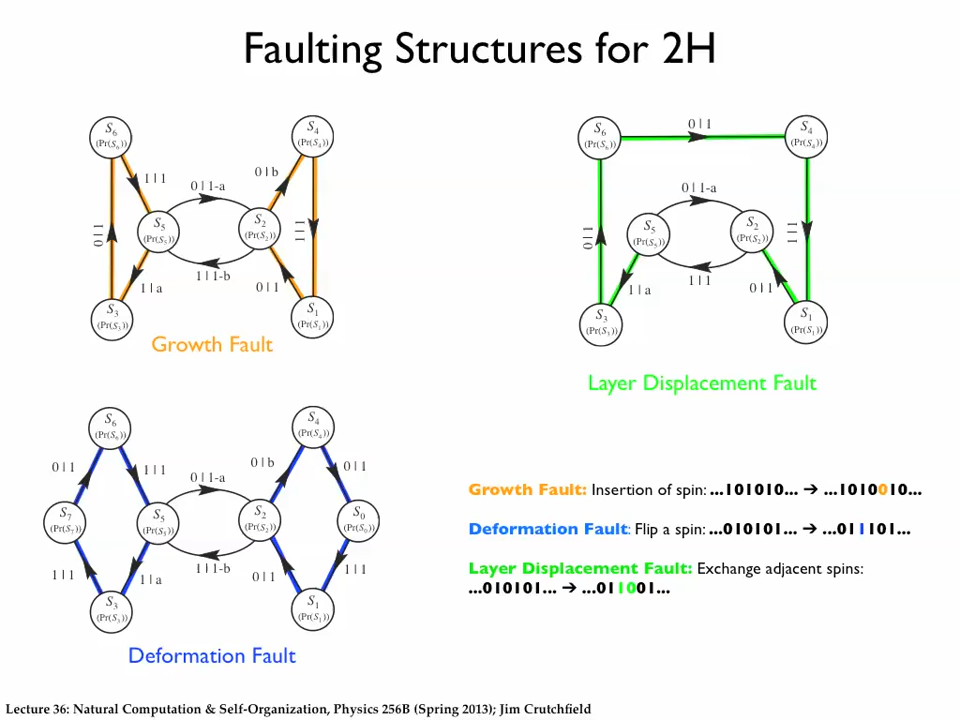 Faulting Structures for 2H
S6
(Pr(S6))
S4
(Pr(S4))
1 | 1
0 | 1-a
0 | b
S5
(Pr(S5))
S2
(Pr(S2))
0 | 1
1 | 1
1 | a
1 | 1-b
0 | 1
S3
(Pr(S3))
S1
(Pr(S1))
Growth Fault
S6
(Pr(S6))
0 | 1
S4
(Pr(S4))
0 | 1-a
S5
(Pr(S5))
S2
(Pr(S2))
0 | 1
1 | 1
1 | a
1 | 1
0 | 1
S3
(Pr(S3))
S1
(Pr(S1))
Layer Displacement Fault
S6
(Pr(S6))
S4
(Pr(S4))
0 | 1
1 | 1
0 | 1-a
0 | b
0 | 1
S7
(Pr(S7))
S5
(Pr(S5))
S2
(Pr(S2))
S0
(Pr(S0))
1 | 1
1 | a
1 | 1-b
0 | 1
1 | 1
S3
(Pr(S3))
S1
(Pr(S1))
Deformation Fault
Growth Fault: Insertion of spin: ...101010... ➔ ...1010010...
Deformation Fault: Flip a spin: ...010101... ➔ ...011101...
Layer Displacement Fault: Exchange adjacent spins:
...010101... ➔ ...011001...
Lecture 36: Natural Computation & Self-Organization, Physics 256B (Spring 2013); Jim Crutchfield